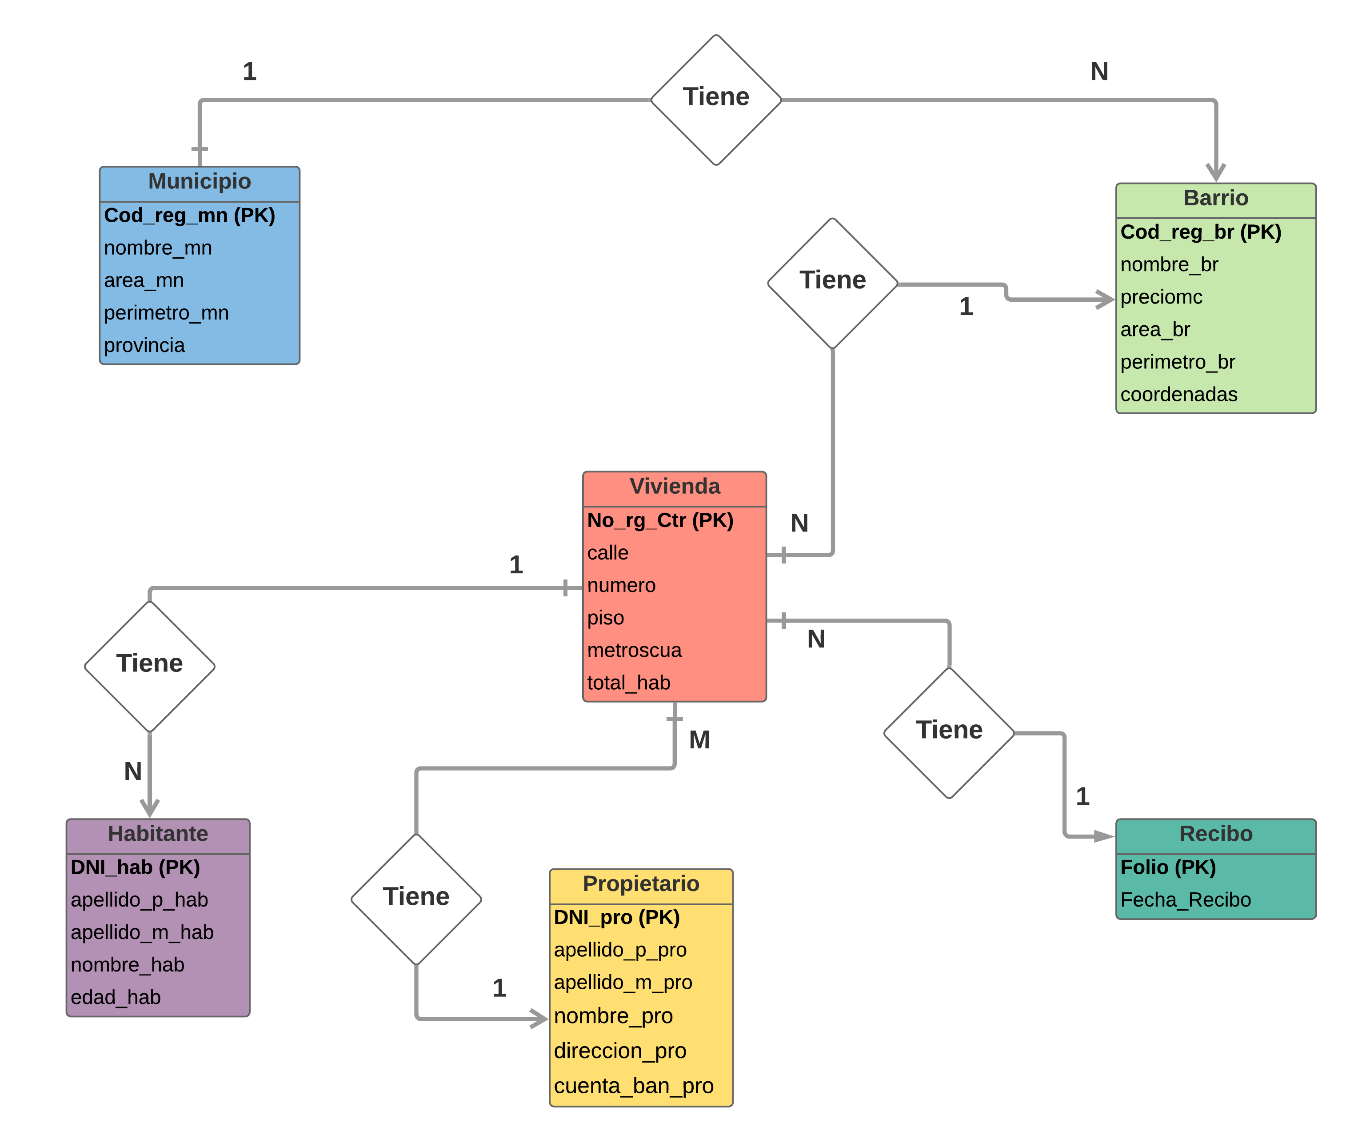 1
Tiene
N
Municipio
Cod_reg_mn (PK)
nombre_mn
area_mn
perimetro_mn
provincia
Barrio
Cod_reg_br (PK)
nombre_br
preciomc
area_br
perimetro_br
coordenadas
Tiene
1
N
Vivienda
No_rg_Ctr (PK)
calle
numero
piso
metroscua
total_hab
1
Tiene
N
N
Tiene
1
M
Tiene
1
Habitante
DNI_hab (PK)
apellido_p_hab
apellido_m_hab
nombre_hab
edad_hab
Propietario
DNI_pro (PK)
apellido_p_pro
apellido_m_pro
nombre_pro
direccion_pro
cuenta_ban_pro
Recibo
Folio (PK)
Fecha_Recibo